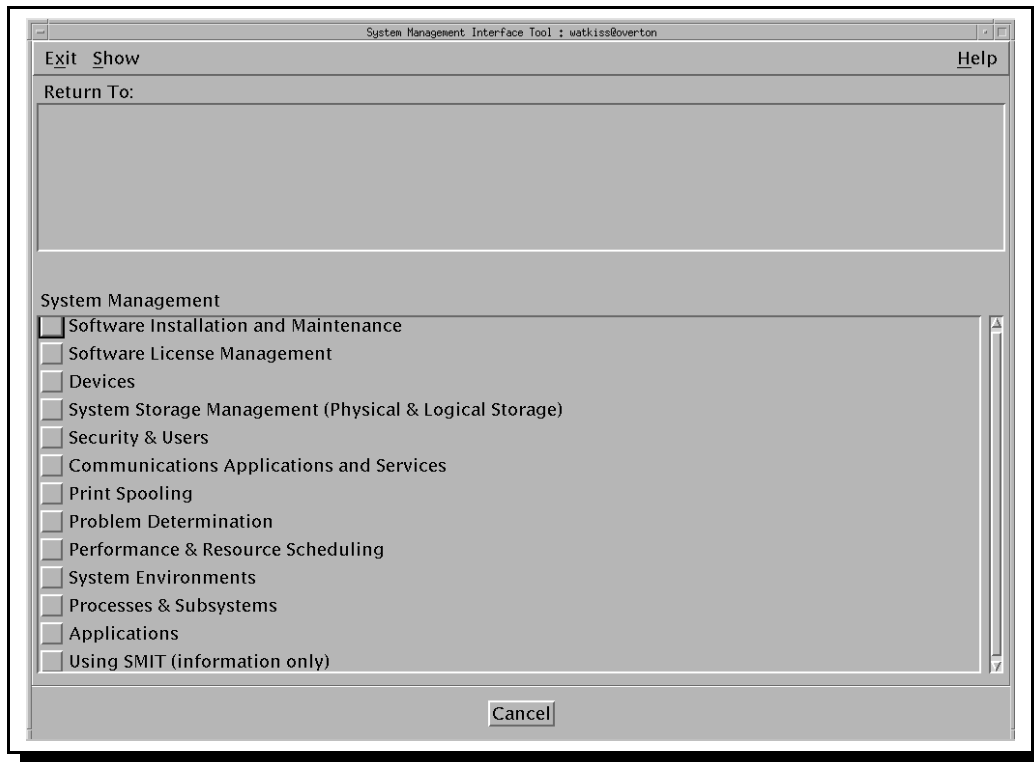 System Management Interface Tool : watkiss@overton
Exit Show Help
Return To:
System Management
Software Installation and Maintenance
Software License Management
Devices
System Storage Management (Physical & Logical Storage)
Security & Users
Communications Applications and Services
Print Spooling
Problem Determination
Performance & Resource Scheduling
System Environments
Processes & Subsystems
Applications
Using SMIT (information only)
Cancel